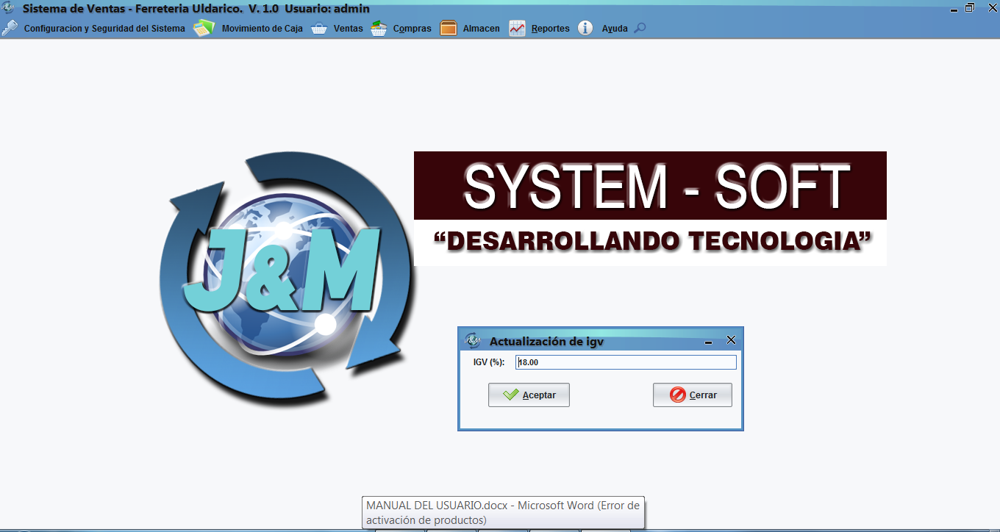 Sistema de Ventas - Ferreteria Uldarico. V. 1.0 Usuario: admin
Configuracion y Seguridad del Sistema Movimiento de Caja Ventas Compras Almacen Reportes Ayuda
SYSTEM - SOFT
“DESARROLLANDO TECNOLOGIA”
J&M
J&M Actualización de igv
IGV (%): 18.00
Aceptar Cerrar
MANUAL DEL USUARIO.docx - Microsoft Word (Error de
activación de productos)